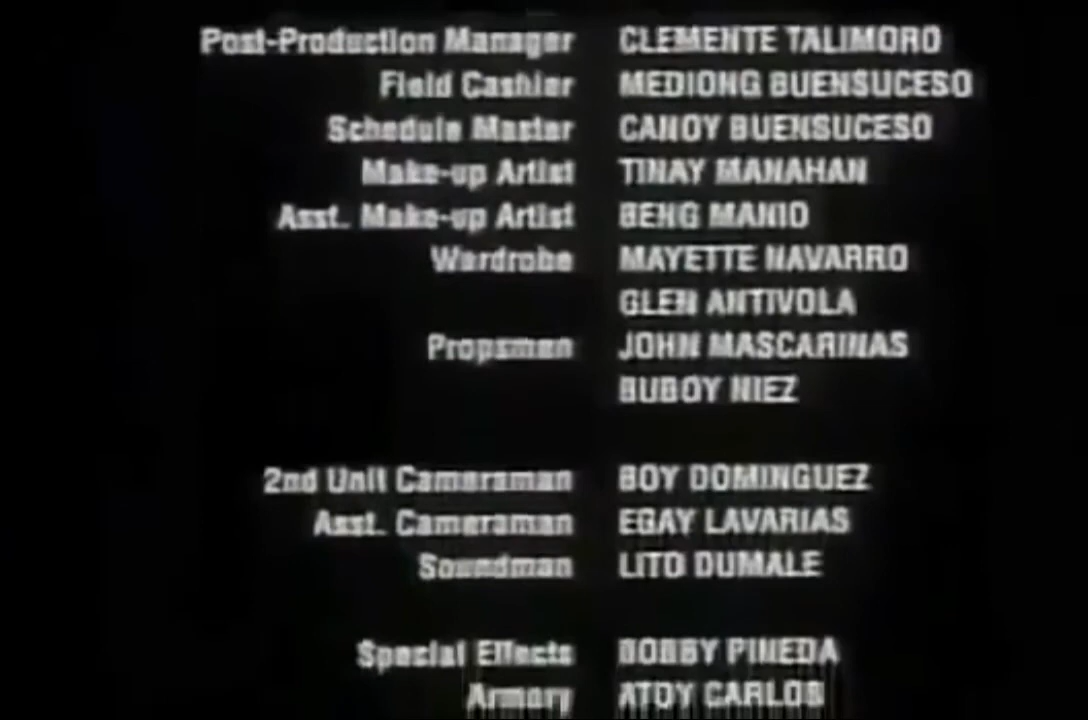 Post-Production Manager CLEMENTE TALIMORO
Field Cashier MEDIONG BUENSUCESO
Schedule Master CANOY BUENSUCESO
Make-up Artist TINAY MANAHAN
Asst. Make-up Artist BENG MANIO
Wardrobe MAYETTE NAVARRO
GLEN ANTIVOLA
Propsmen JOHN MASCARINAS
BUBOY NIEZ
2nd Unit Cameraman BOY DOMINGUEZ
Asst. Cameraman EGAY LAVARIAS
Soundman LITO DUMALE
Special Effects BOBBY PINEDA
Armory ATOY CARLOS